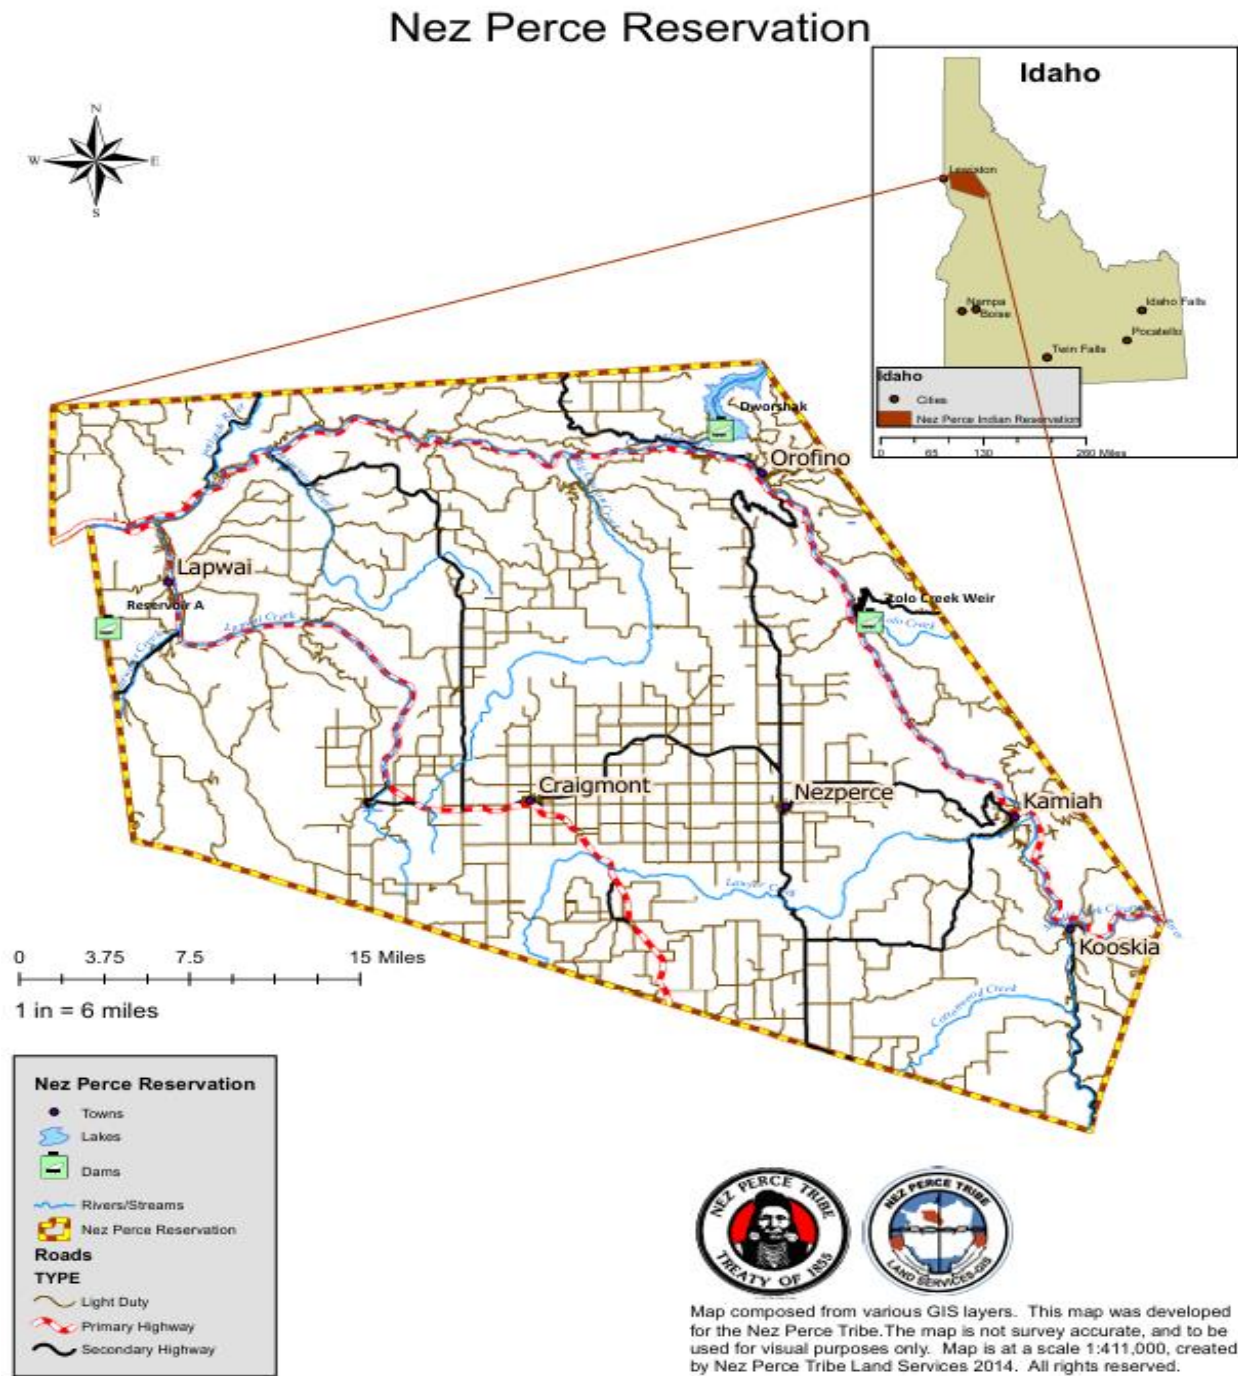 Nez Perce Reservation
Idaho
Lewiston
Nampa
Boise
Idaho Falls
Pocatello
Twin Falls
Idaho
Cities
Nez Perce Indian Reservation
0 65 130 260 Miles
N
W E
S
Dworshak
Orofino
Lapwai
Reservoir A
Lapwai Creek
Zolo Creek Weir
Creek
Craigmont
Nezperce
Kamiah
Lawyer Creek
Kooskia
Cottonwood Creek
0 3.75 7.5 15 Miles
1 in = 6 miles
Nez Perce Reservation
Towns
Lakes
Dams
Rivers/Streams
Nez Perce Reservation
Roads
TYPE
Light Duty
Primary Highway
Secondary Highway
NEZ PERCE TRIBE
TREATY OF 1855
NEZ PERCE TRIBE
LAND SERVICES-GIS
Map composed from various GIS layers. This map was developed
for the Nez Perce Tribe.The map is not survey accurate, and to be
used for visual purposes only. Map is at a scale 1:411,000, created
by Nez Perce Tribe Land Services 2014. All rights reserved.